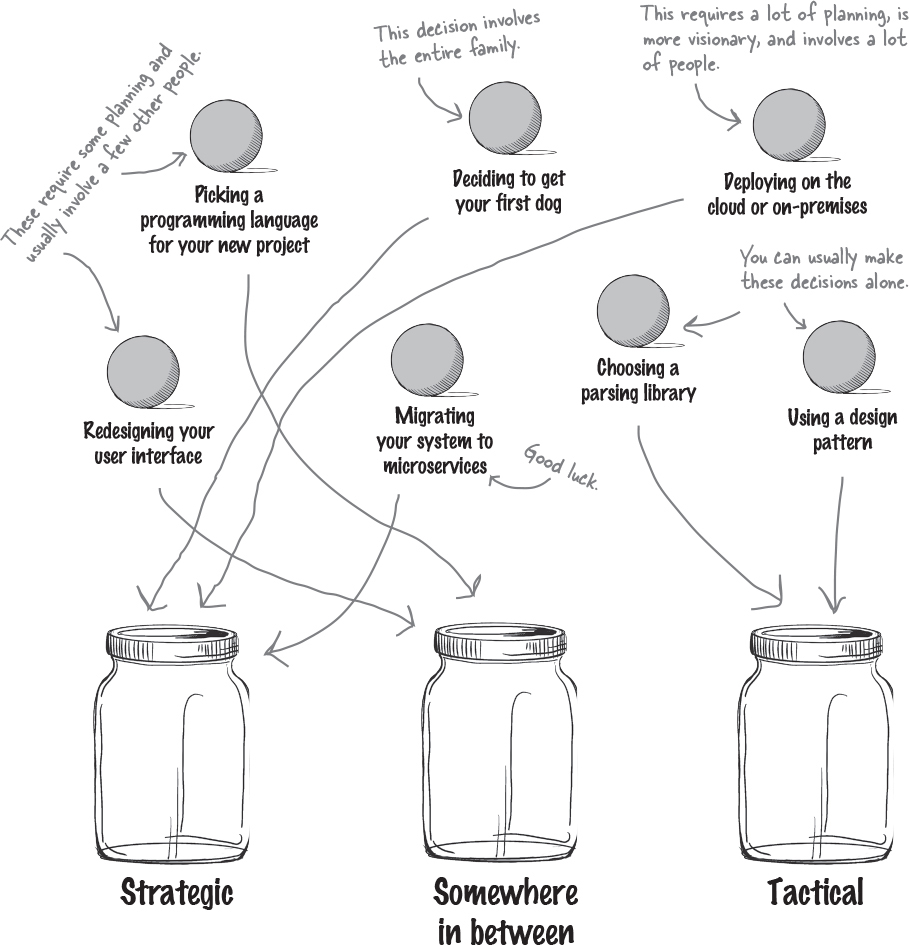 These require some planning and
usually involve a few other people.
This decision involves
the entire family.
This requires a lot of planning, is
more visionary, and involves a lot
of people.
Picking a
programming language
for your new project
Deciding to get
your first dog
Deploying on the
cloud or on-premises
You can usually make
these decisions alone.
Redesigning your
user interface
Migrating
your system to
microservices
Good luck.
Choosing a
parsing library
Using a design
pattern
Strategic
Somewhere
in between
Tactical